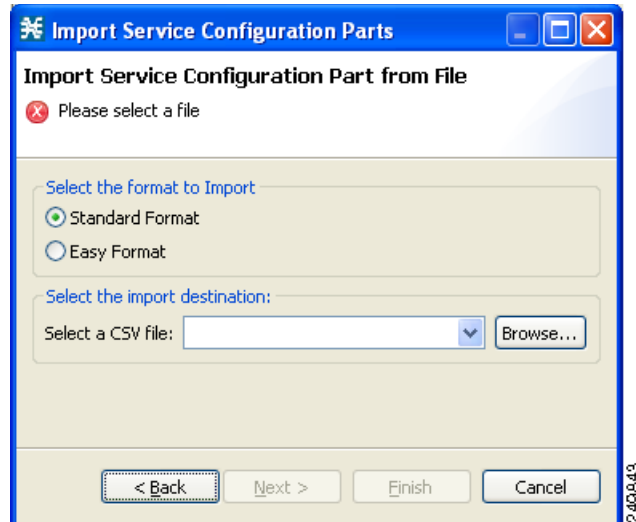 Import Service Configuration Parts
Import Service Configuration Part from File
Please select a file
Select the format to Import
Standard Format
Easy Format
Select the import destination:
Select a CSV file:
Browse...
< Back
Next >
Finish
Cancel
249843